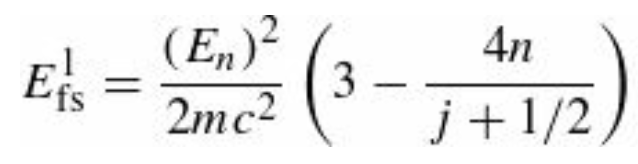 E^1_fs = (E_n)^2 / 2mc^2 (3 − 4n / j + 1/2)